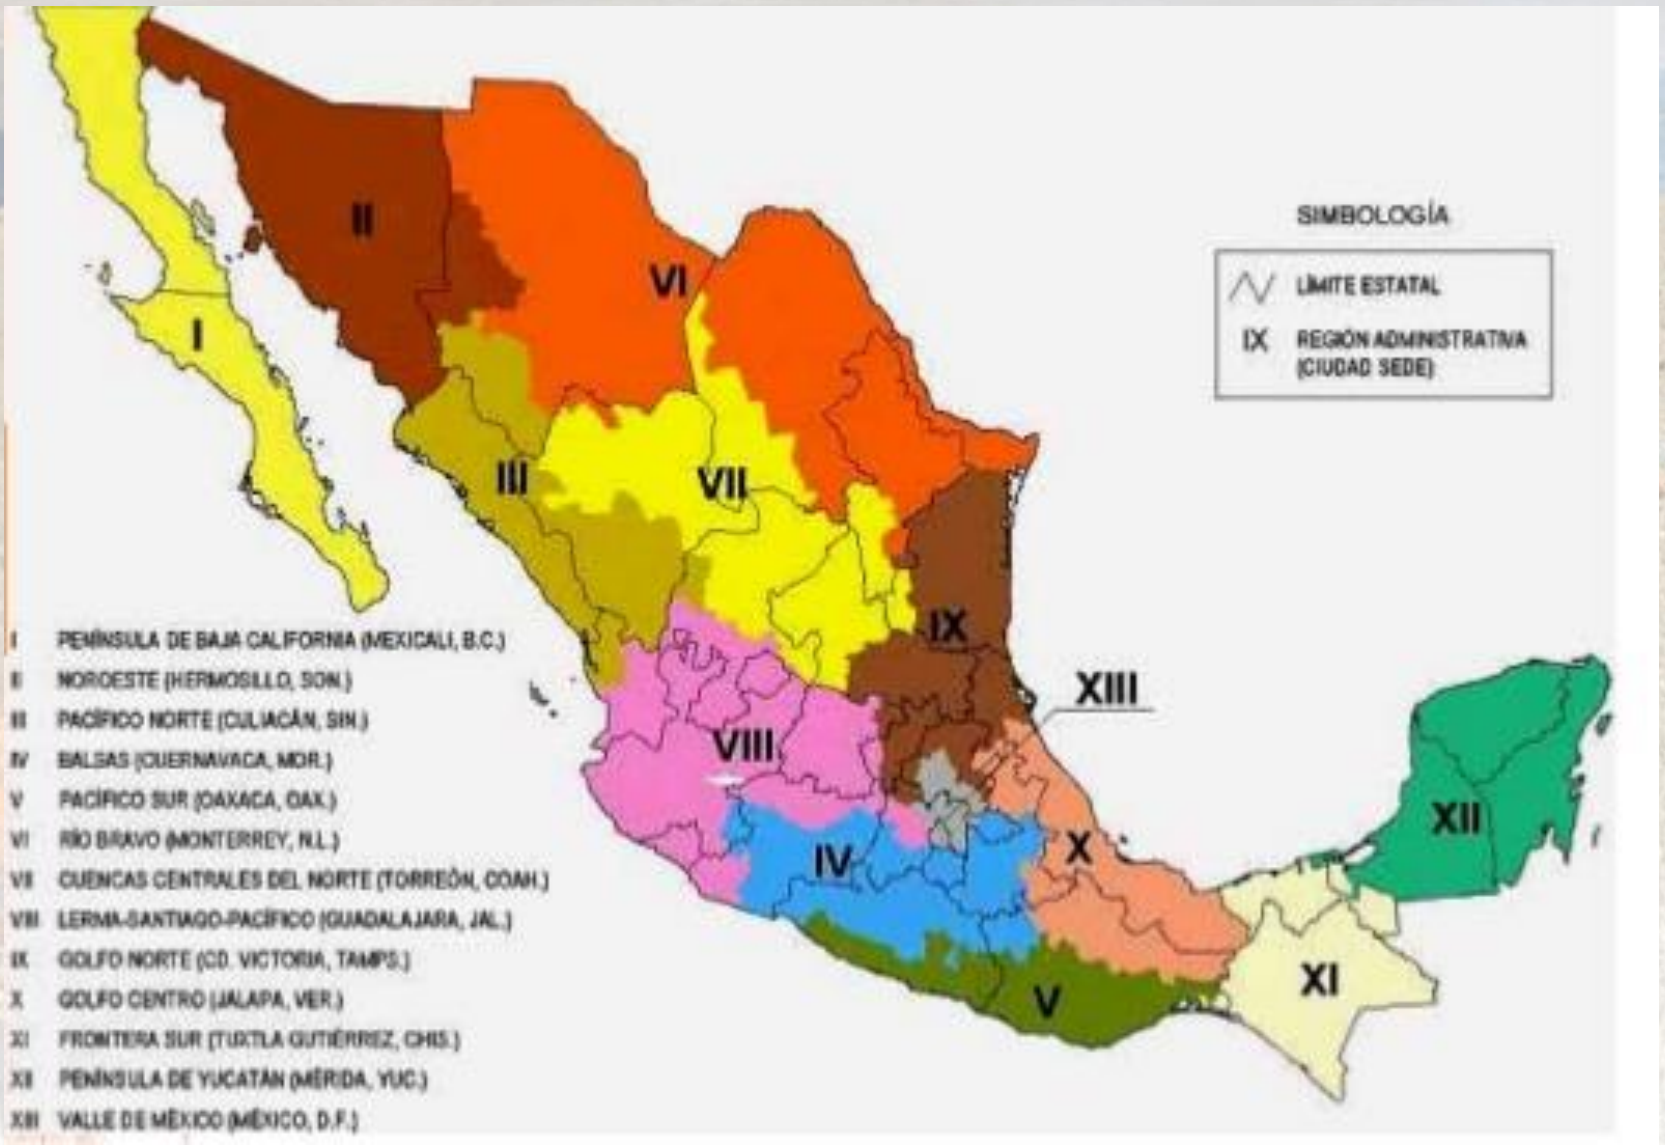 II
VI
I
III
VII
IX
XIII
VIII
IV
X
XII
V
XI
SIMBOLOGÍA
LÍMITE ESTATAL
IX REGIÓN ADMINISTRATIVA
(CIUDAD SEDE)
I PENÍNSULA DE BAJA CALIFORNIA (MEXICALI, B.C.)
II NOROESTE (HERMOSILLO, SON.)
III PACÍFICO NORTE (CULIACÁN, SIN.)
IV BALSAS (CUERNAVACA, MOR.)
V PACÍFICO SUR (OAXACA, OAX.)
VI RÍO BRAVO (MONTERREY, N.L.)
VII CUENCAS CENTRALES DEL NORTE (TORREÓN, COAH.)
VIII LERMA-SANTIAGO-PACÍFICO (GUADALAJARA, JAL.)
IX GOLFO NORTE (CD. VICTORIA, TAMPS.)
X GOLFO CENTRO (JALAPA, VER.)
XI FRONTERA SUR (TUXTLA GUTIÉRREZ, CHIS.)
XII PENÍNSULA DE YUCATÁN (MÉRIDA, YUC.)
XIII VALLE DE MÉXICO (MÉXICO, D.F.)